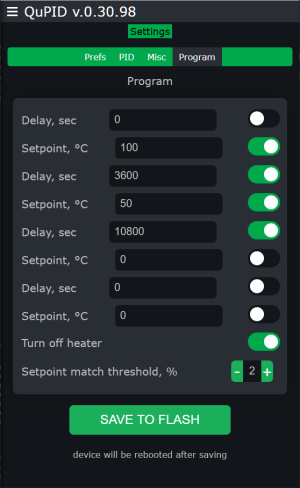 QuPID v.0.30.98
Settings
Prefs PID Misc Program
Program
Delay, sec 0
Setpoint, °C 100
Delay, sec 3600
Setpoint, °C 50
Delay, sec 10800
Setpoint, °C 0
Delay, sec 0
Setpoint, °C 0
Turn off heater
Setpoint match threshold, % - 2 +
SAVE TO FLASH
device will be rebooted after saving